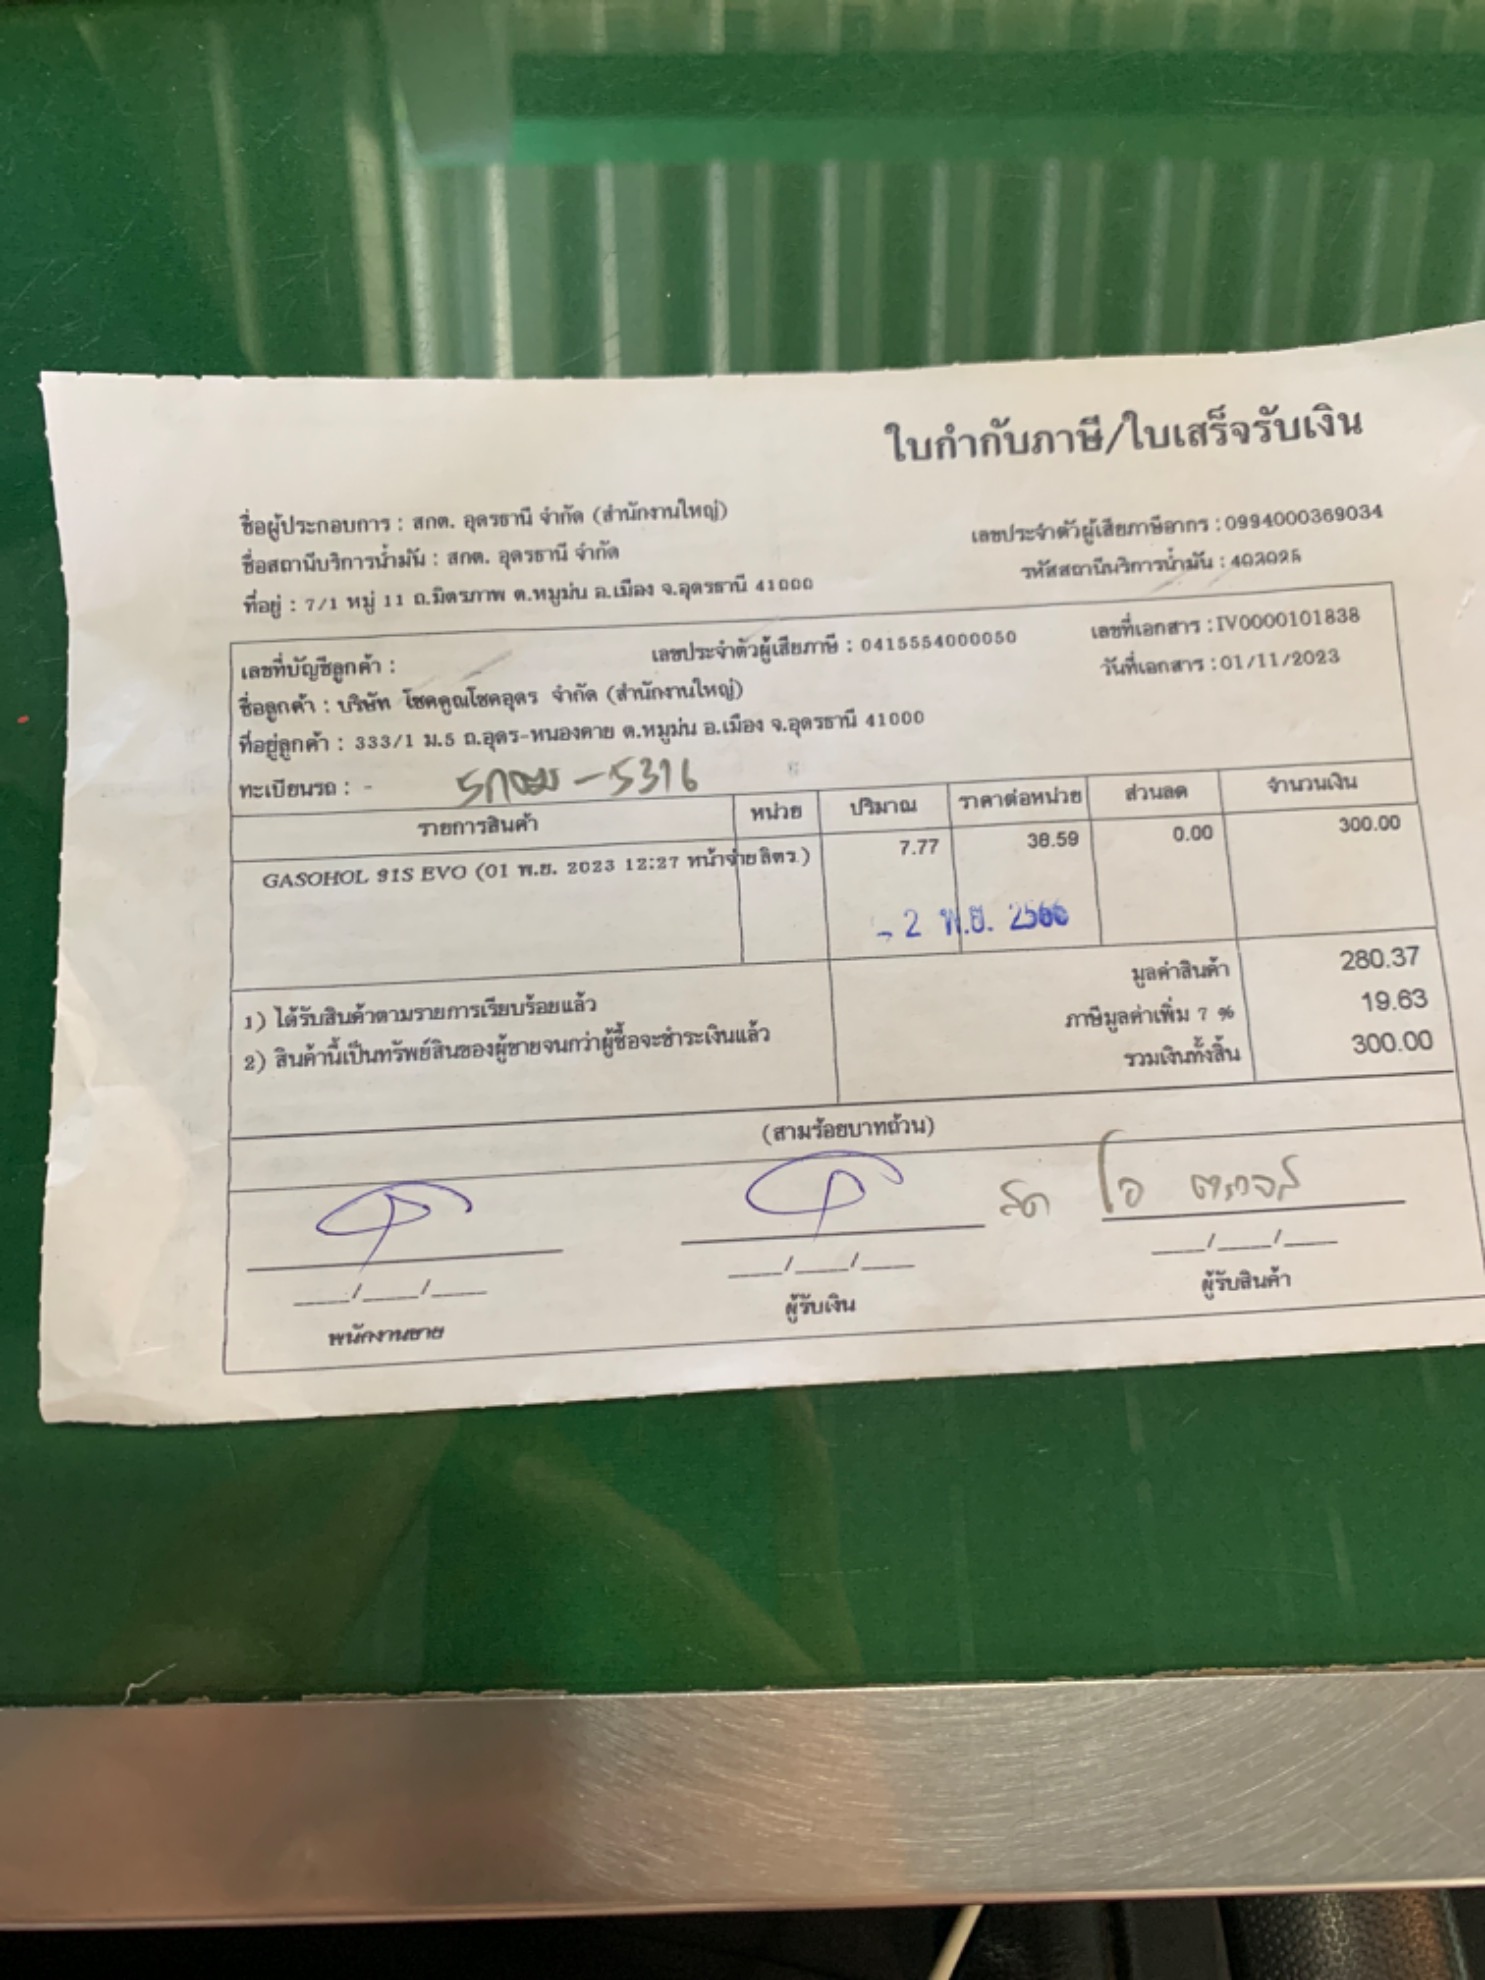 ใบกำกับภาษี/ใบเสร็จรับเงิน
ชื่อผู้ประกอบการ : สกต. อุดรธานี จำกัด (สำนักงานใหญ่)
เลขประจำตัวผู้เสียภาษีอากร : 0994000369034
ชื่อสถานีบริการน้ำมัน : สกต. อุดรธานี จำกัด
รหัสสถานีบริการน้ำมัน : 402025
ที่อยู่ : 7/1 หมู่ 11 ถ.มิตรภาพ ต.หมูม่น อ.เมือง จ.อุดรธานี 41000
เลขที่บัญชีลูกค้า :
เลขประจำตัวผู้เสียภาษี : 0415554000050
เลขที่เอกสาร : IV0000101838
ชื่อลูกค้า : บริษัท โชคคูณโชคอุดร จำกัด (สำนักงานใหญ่)
วันที่เอกสาร : 01/11/2023
ที่อยู่ลูกค้า : 333/1 ม.5 ถ.อุดร-หนองคาย ต.หมูม่น อ.เมือง จ.อุดรธานี 41000
ทะเบียนรถ : - -5316
รายการสินค้า หน่วย ปริมาณ ราคาต่อหน่วย ส่วนลด จำนวนเงิน
GASOHOL 91S EVO (01 พ.ย. 2023 12:27 หน้าจ่าย ลิตร.) 7.77 38.59 0.00 300.00
- 2 พ.ย. 2566
มูลค่าสินค้า 280.37
1) ได้รับสินค้าตามรายการเรียบร้อยแล้ว
ภาษีมูลค่าเพิ่ม 7 % 19.63
2) สินค้านี้เป็นทรัพย์สินของผู้ขายจนกว่าผู้ซื้อจะชำระเงินแล้ว
รวมเงินทั้งสิ้น 300.00
(สามร้อยบาทถ้วน)
___/___/___ ___/___/___ ___/___/___
พนักงานขาย ผู้รับเงิน ผู้รับสินค้า